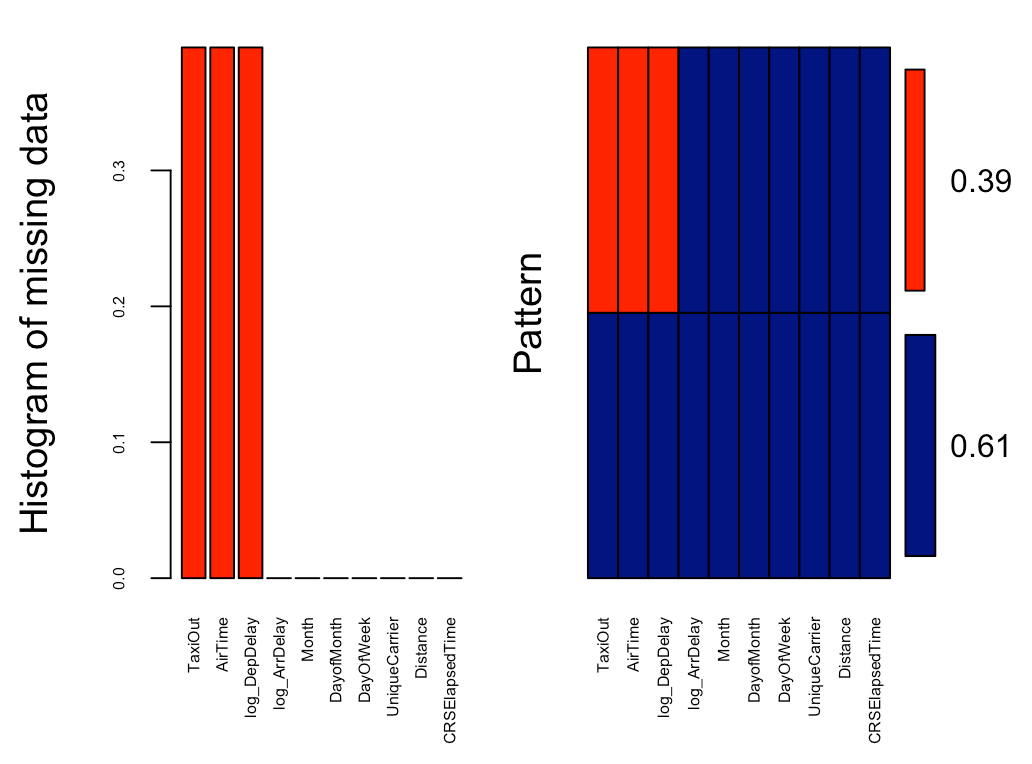 Histogram of missing data
0.0
0.1
0.2
0.3
TaxiOut
AirTime
log_DepDelay
log_ArrDelay
Month
DayofMonth
DayOfWeek
UniqueCarrier
Distance
CRSElapsedTime
Pattern
TaxiOut
AirTime
log_DepDelay
log_ArrDelay
Month
DayofMonth
DayOfWeek
UniqueCarrier
Distance
CRSElapsedTime
0.39
0.61